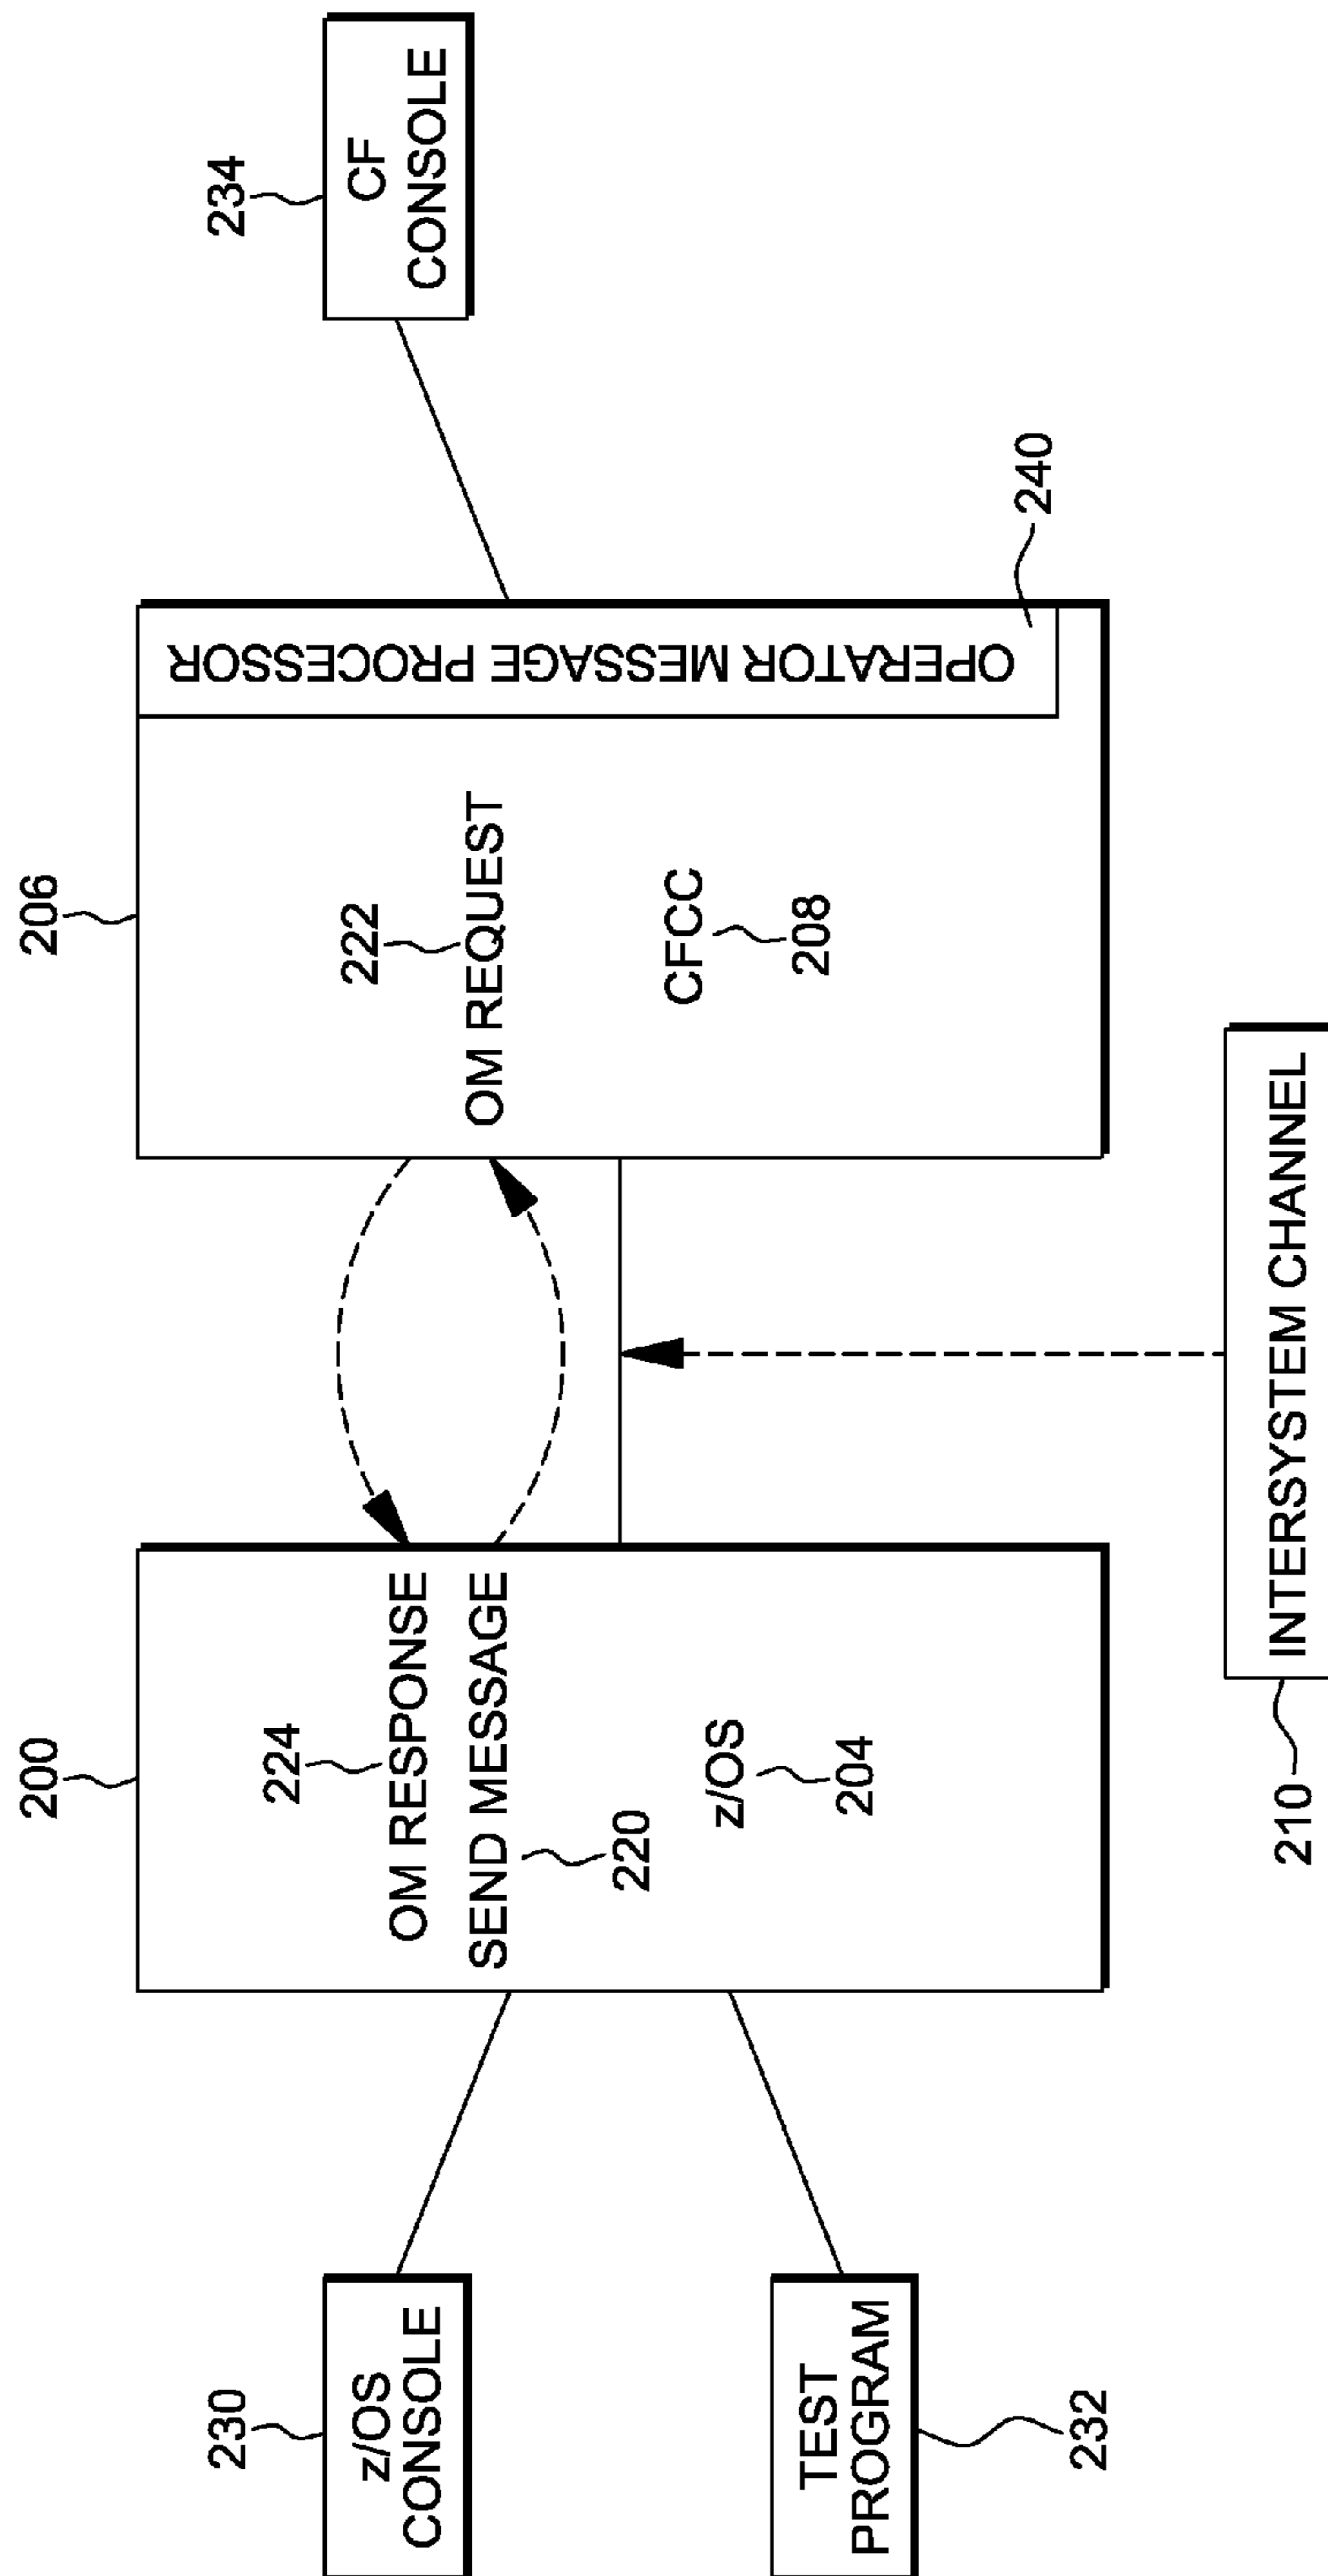 200
206
230
z/OS
CONSOLE
224
OM RESPONSE
SEND MESSAGE
220
z/OS
204
222
OM REQUEST
CFCC
208
OPERATOR MESSAGE PROCESSOR
240
234
CF
CONSOLE
TEST
PROGRAM
232
210
INTERSYSTEM CHANNEL